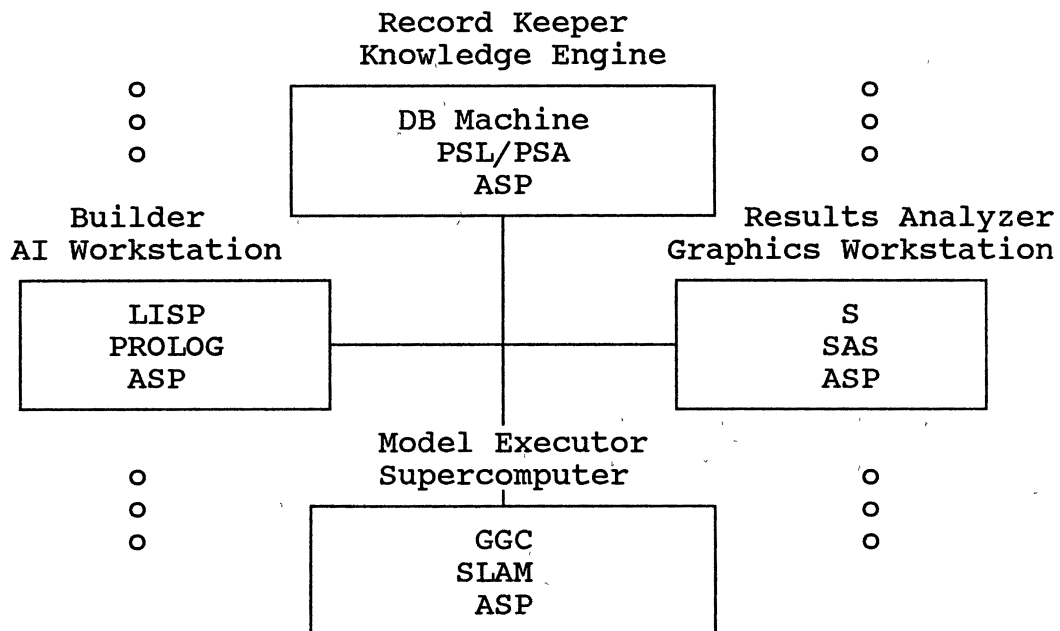 Record Keeper
Knowledge Engine
o o
o DB Machine o
o PSL/PSA o
ASP
Builder Results Analyzer
AI Workstation Graphics Workstation
LISP S
PROLOG SAS
ASP ASP
Model Executor
o Supercomputer o
o o
o GGC o
SLAM
ASP